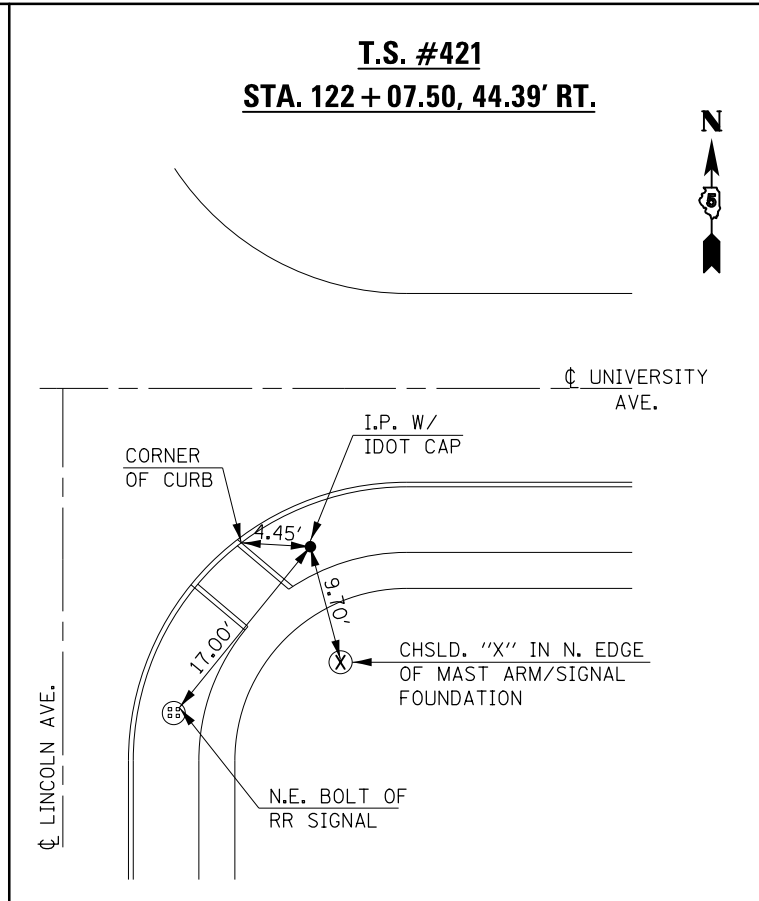 T.S. #421
STA. 122+07.50, 44.39' RT.
N
5
℄ UNIVERSITY
AVE.
I.P. W/
IDOT CAP
CORNER
OF CURB
4.45'
9.70'
17.00'
CHSLD. "X" IN N. EDGE
OF MAST ARM/SIGNAL
FOUNDATION
X
N.E. BOLT OF
RR SIGNAL
℄ LINCOLN AVE.